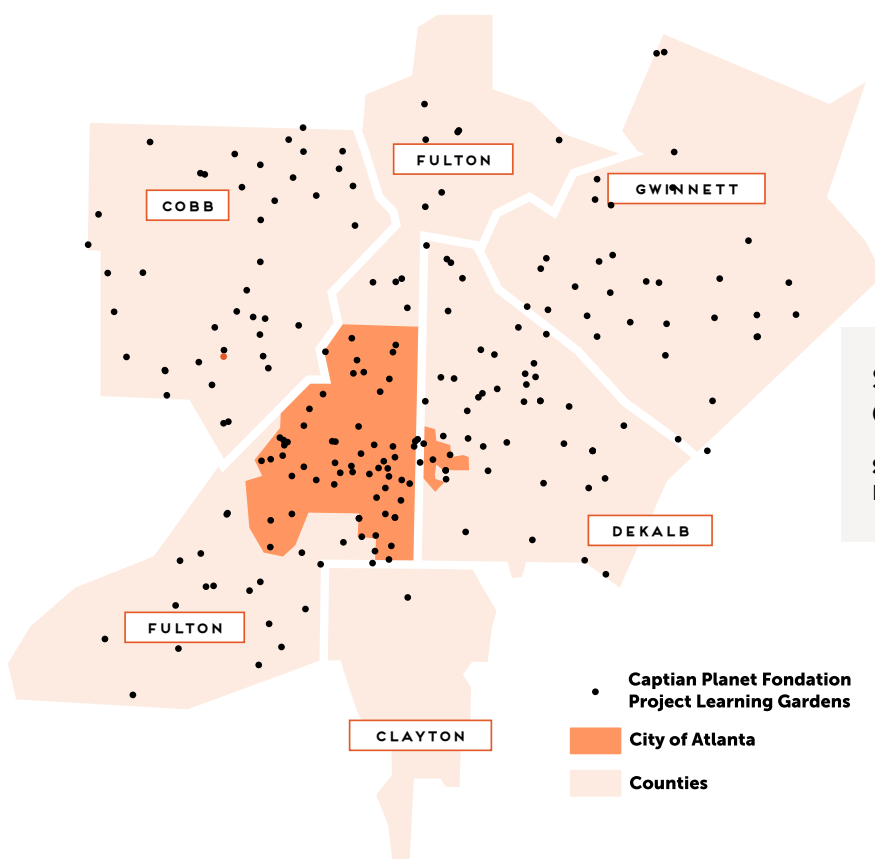 FULTON
GWINNETT
COBB
DEKALB
FULTON
Captian Planet Fondation
Project Learning Gardens
CLAYTON
City of Atlanta
Counties